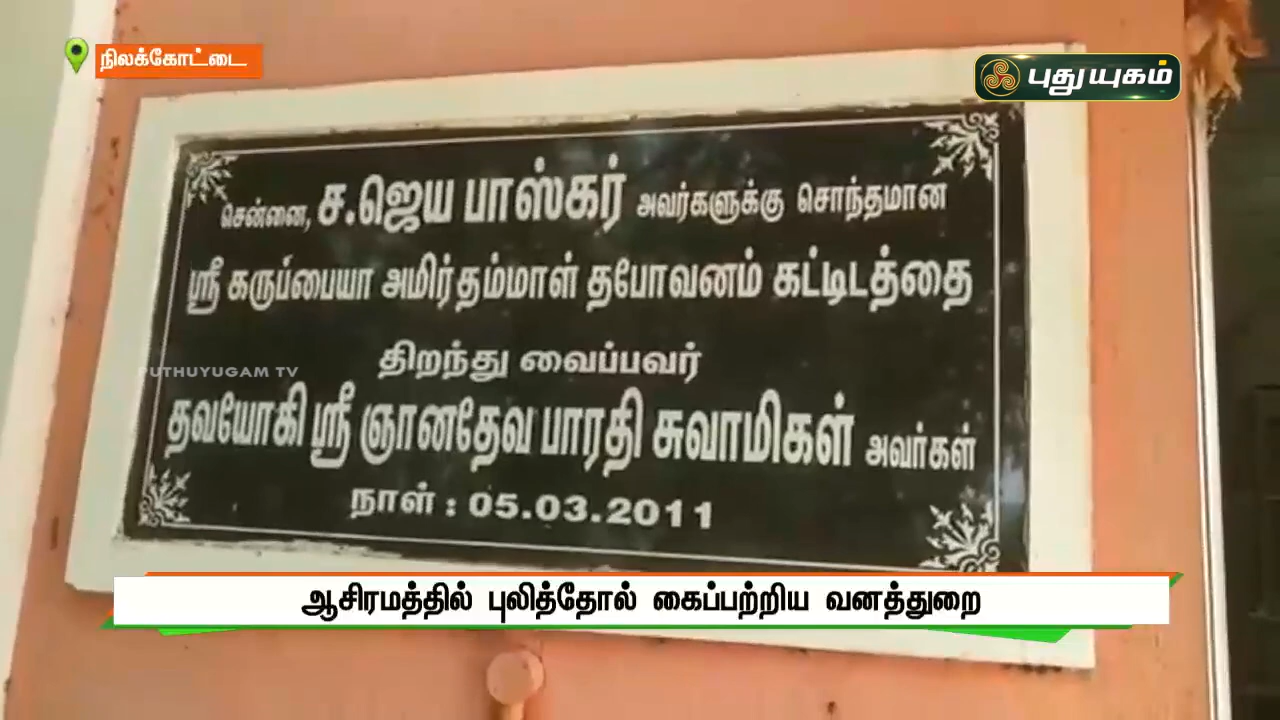 நிலக்கோட்டை
புதுயுகம்
சென்னை, ச.ஜெய பாஸ்கர் அவர்களுக்கு சொந்தமான
ஸ்ரீ கருப்பையா அமிர்தம்மாள் தபோவனம் கட்டிடத்தை
திறந்து வைப்பவர்
PUTHUYUGAM TV
தவயோகி ஸ்ரீ ஞானதேவ பாரதி சுவாமிகள் அவர்கள்
நாள் : 05.03.2011
ஆசிரமத்தில் புலித்தோல் கைப்பற்றிய வனத்துறை